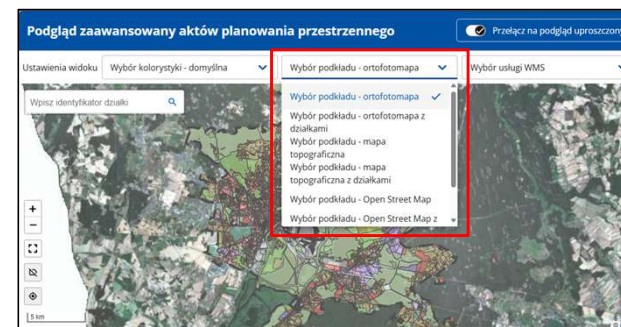 Podgląd zaawansowany aktów planowania przestrzennego
Przełącz na podgląd uproszczony
Ustawienia widoku
Wybór kolorystyki - domyślna
Wybór podkładu - ortofotomapa
Wybór usługi WMS
Wpisz identyfikator działki
Wybór podkładu - ortofotomapa
Wybór podkładu - ortofotomapa z
działkami
Wybór podkładu - mapa
topograficzna
Wybór podkładu - mapa
topograficzna z działkami
Wybór podkładu - Open Street Map
Wybór podkładu - Open Street Map z
+
−
5 km